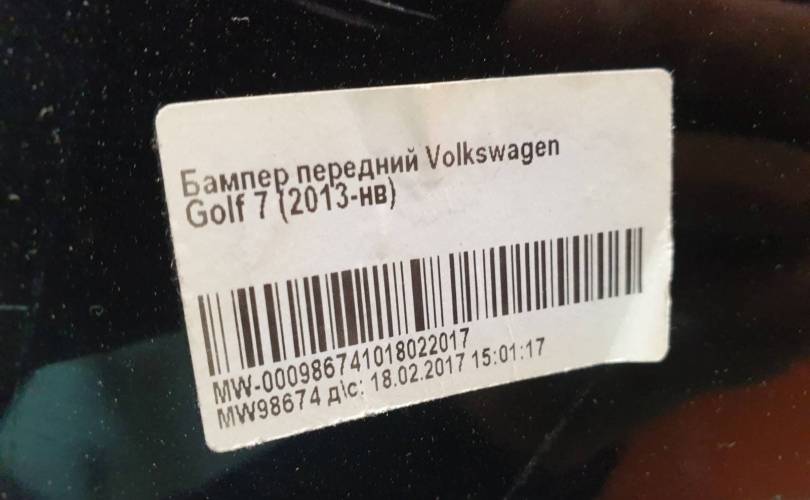 Бампер передний Volkswagen
Golf 7 (2013-нв)
MW-000986741018022017
MW98674 д\с: 18.02.2017 15:01:17